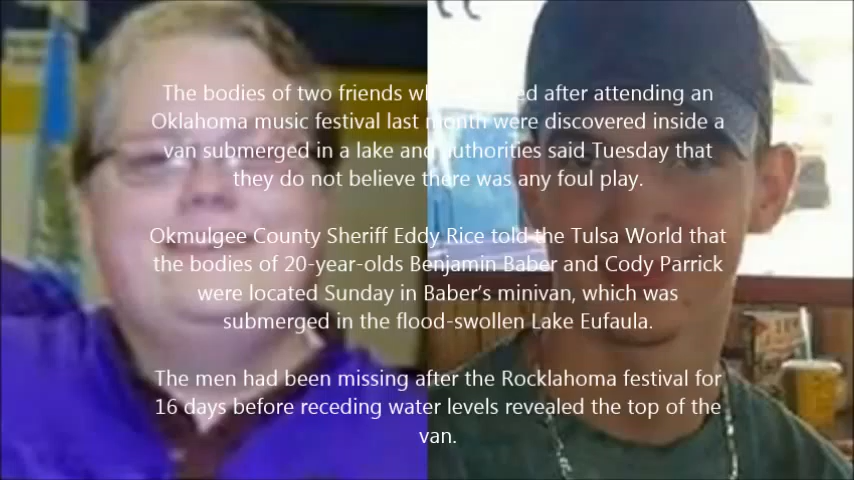 The bodies of two friends ed after attending an
Oklahoma music festival last month were discovered inside a
van submerged in a lake and authorities said Tuesday that
they do not believe there was any foul play.
Okmulgee County Sheriff Eddy Rice told the Tulsa World that
the bodies of 20-year-olds Benjamin Baber and Cody Parrick
were located Sunday in Baber's minivan, which was
submerged in the flood-swollen Lake Eufaula.
The men had been missing after the Rocklahoma festival for
16 days before receding water levels revealed the top of the
van.